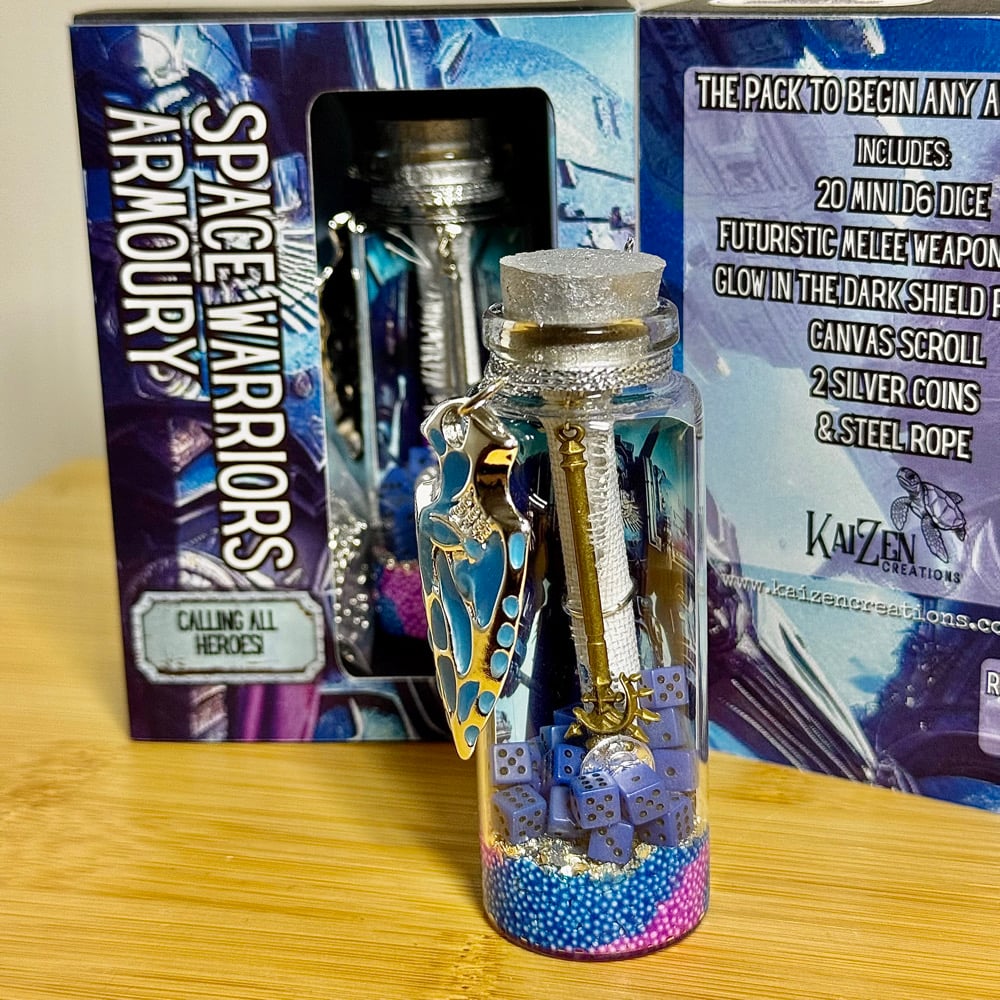 SPACE WARRIORS
ARMOURY
CALLING ALL
HEROES!
THE PACK TO BEGIN ANY A
INCLUDES:
20 MINI D6 DICE
FUTURISTIC MELEE WEAPON
GLOW IN THE DARK SHIELD
CANVAS SCROLL
2 SILVER COINS
& STEEL ROPE
KAIZEN
CREATIONS
www.kaizencreations.co